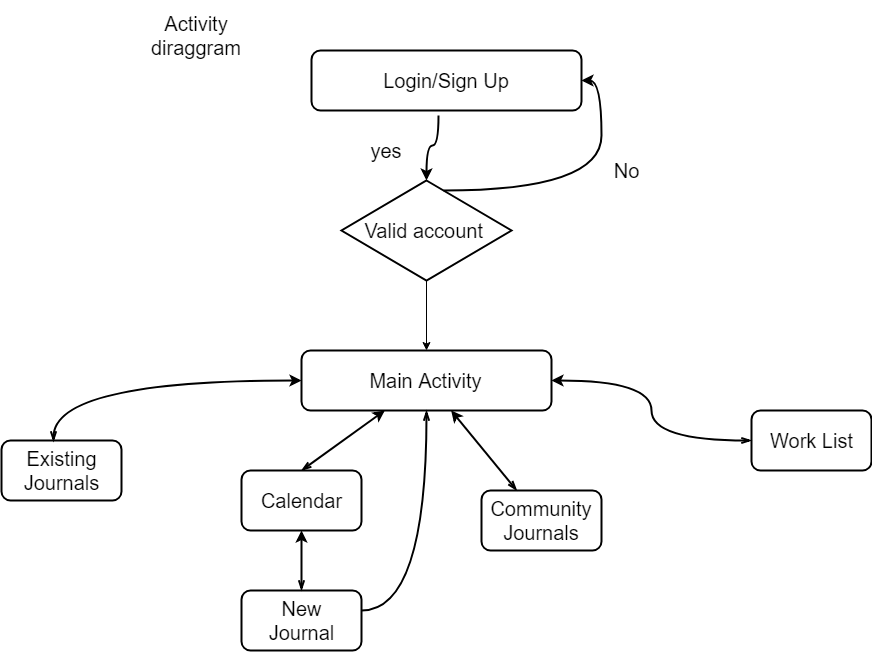 Activity
diraggram
Login/Sign Up
yes
No
Valid account
Main Activity
Existing
Journals
Calendar
Community
Journals
Work List
New
Journal